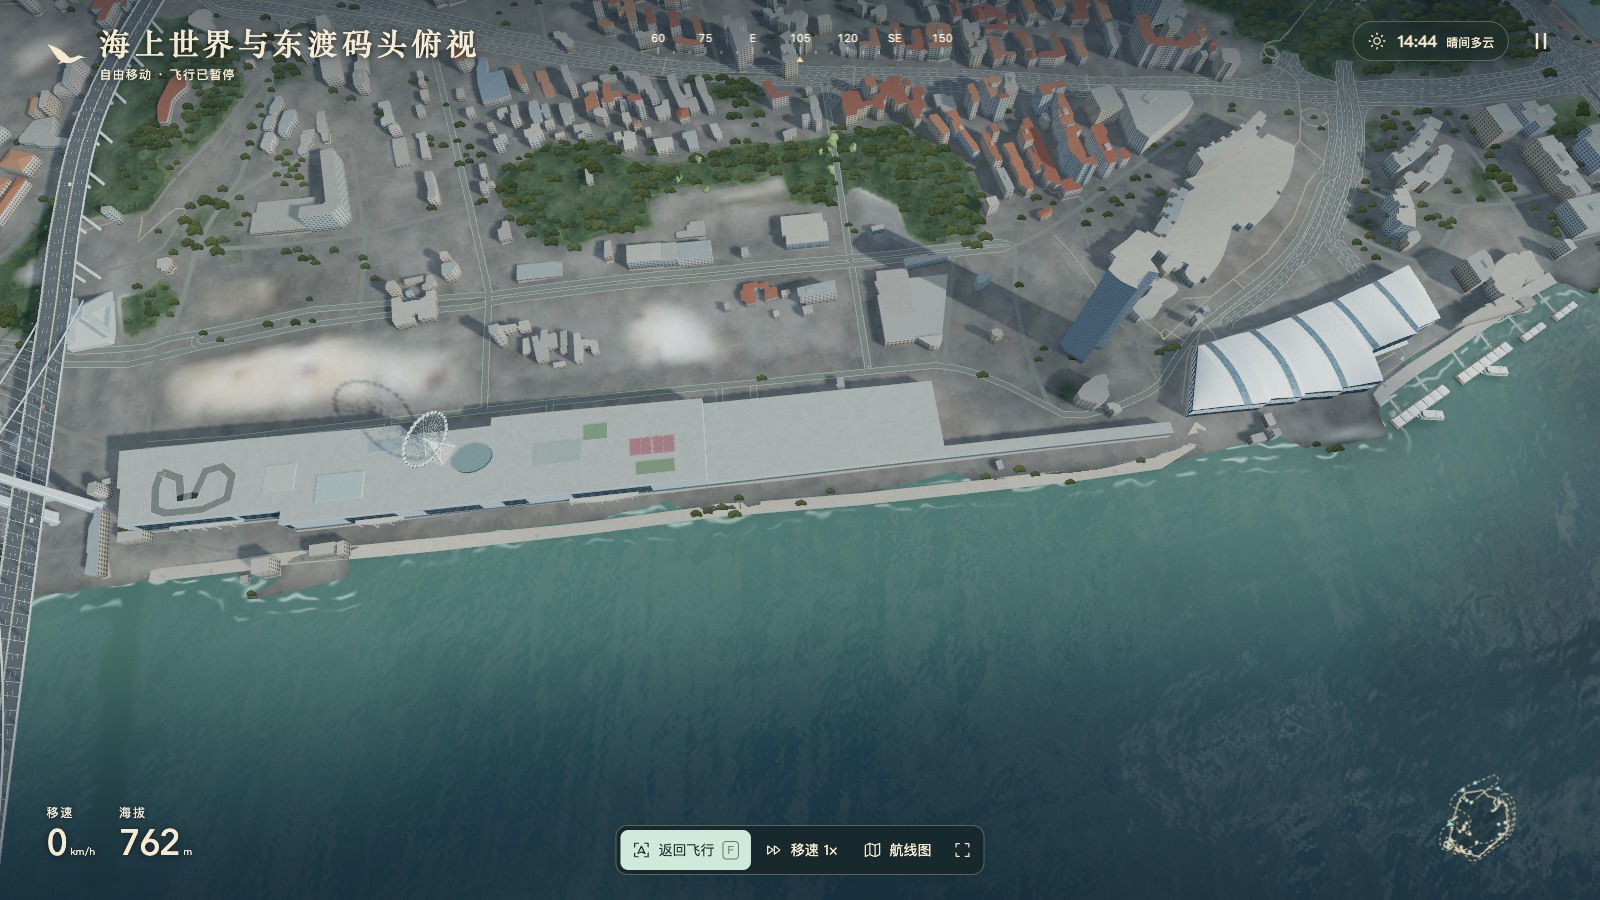 海上世界与东渡码头俯视
自由移动 · 飞行已暂停
60 75 E 105 120 SE 150
14:44 晴间多云
移速 海拔
0 km/h 762 m
返回飞行 F 移速 1× 航线图